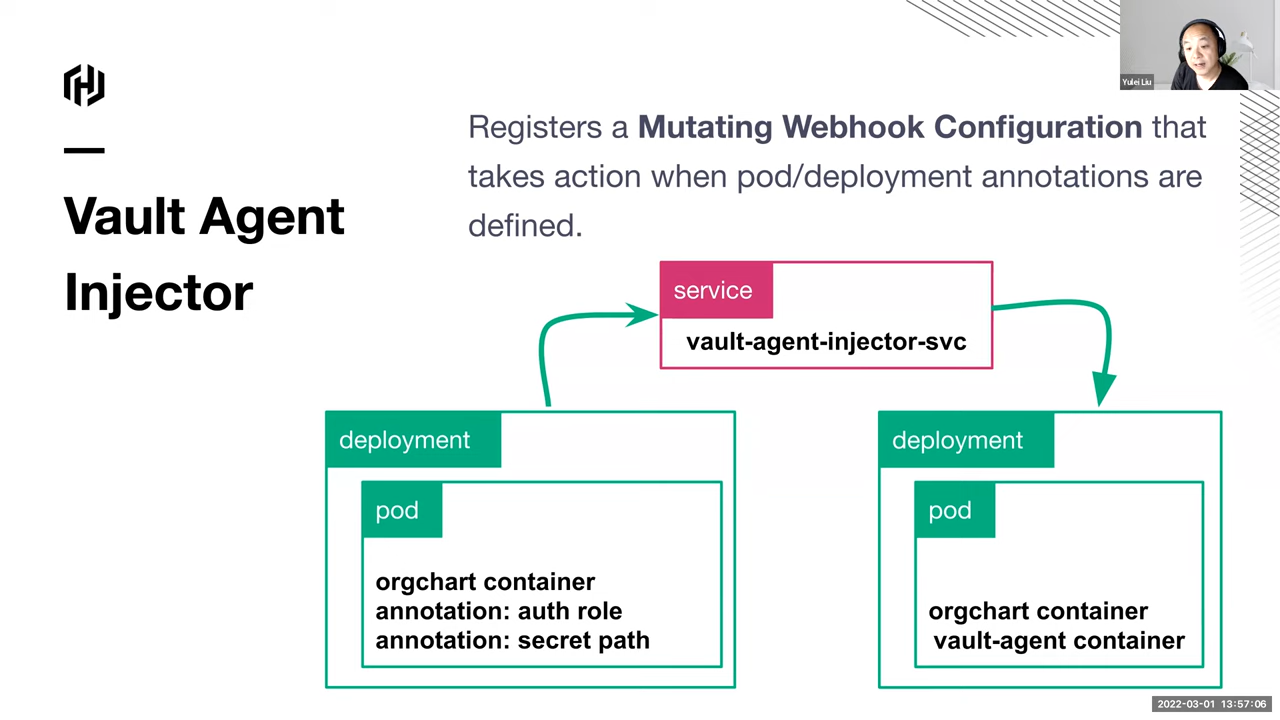 Yulei Liu
Registers a Mutating Webhook Configuration that
takes action when pod/deployment annotations are
defined.
Vault Agent
Injector
service
vault-agent-injector-svc
deployment
pod
orgchart container
annotation: auth role
annotation: secret path
deployment
pod
orgchart container
vault-agent container
2022-03-01 13:57:06